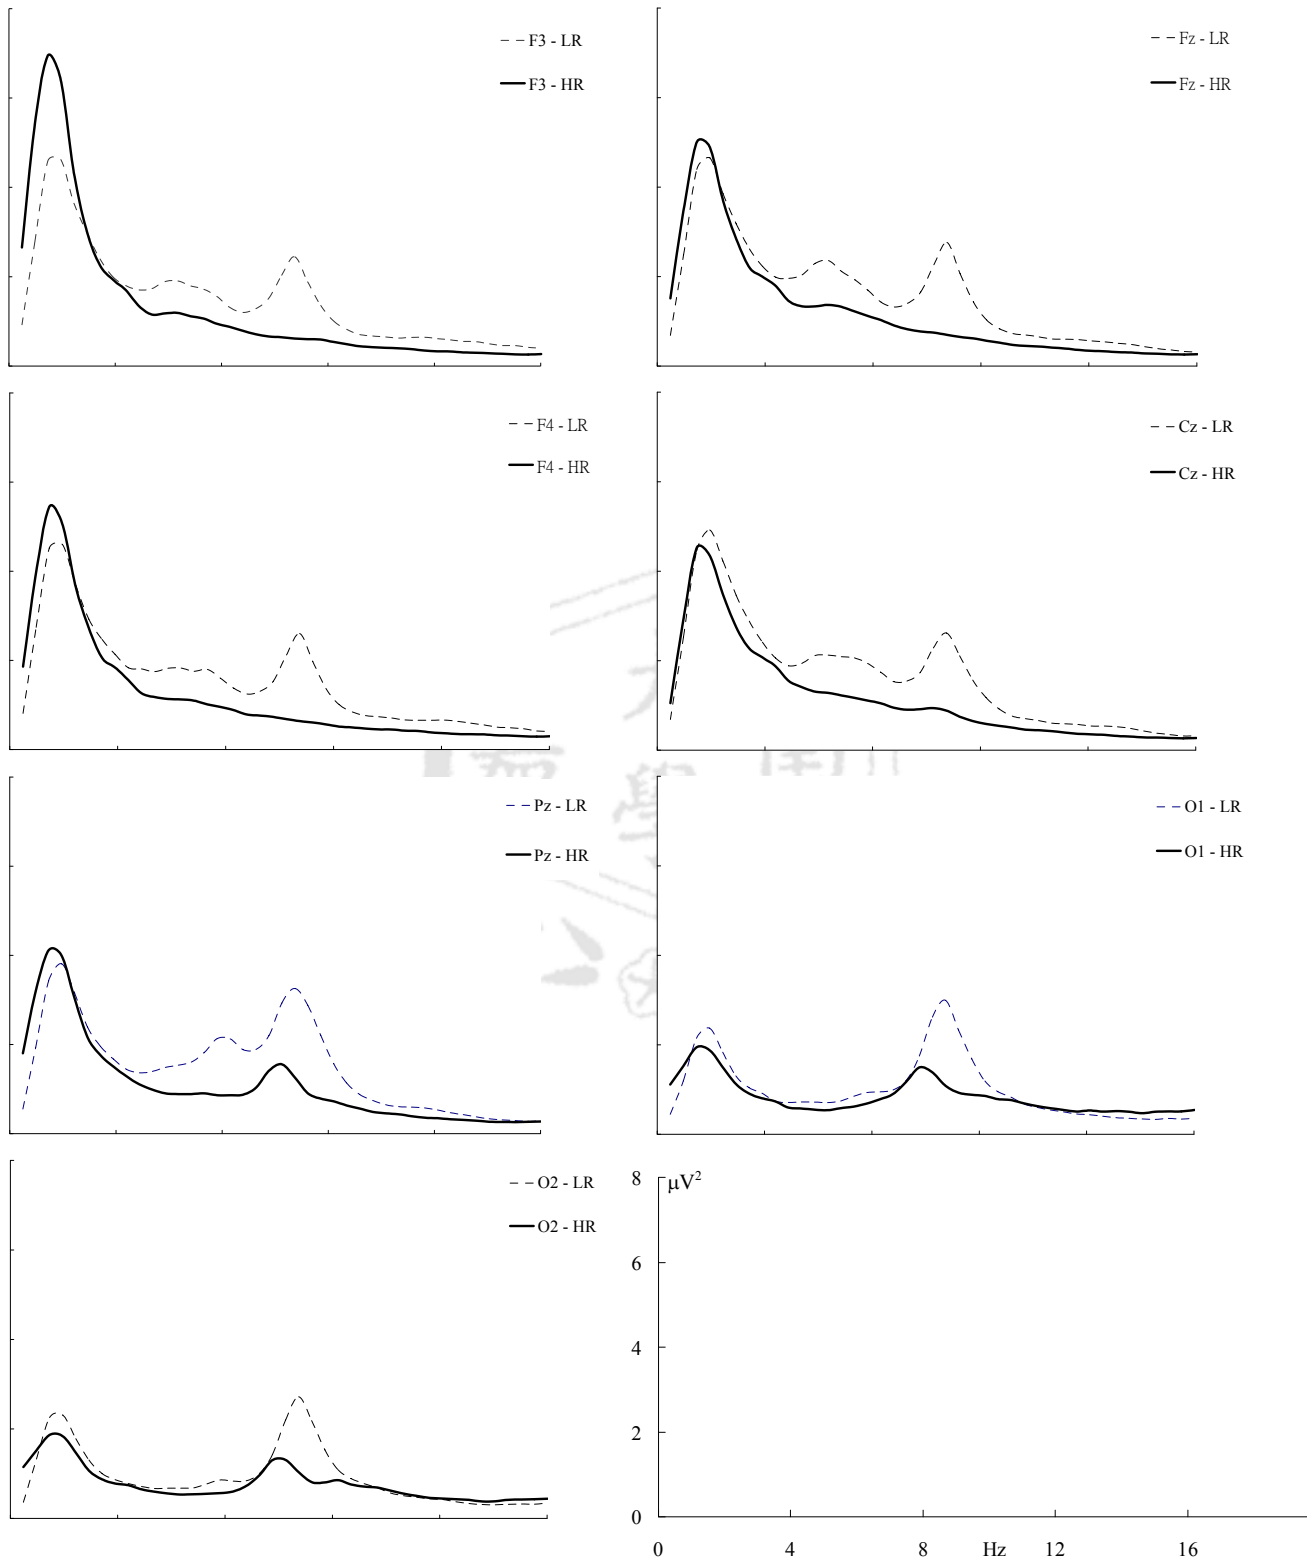 F3 - LR
F3 - HR
Fz - LR
Fz - HR
F4 - LR
F4 - HR
Cz - LR
Cz - HR
Pz - LR
Pz - HR
O1 - LR
O1 - HR
O2 - LR
O2 - HR
8 μV²
6
4
2
0
0 4 8 Hz 12 16